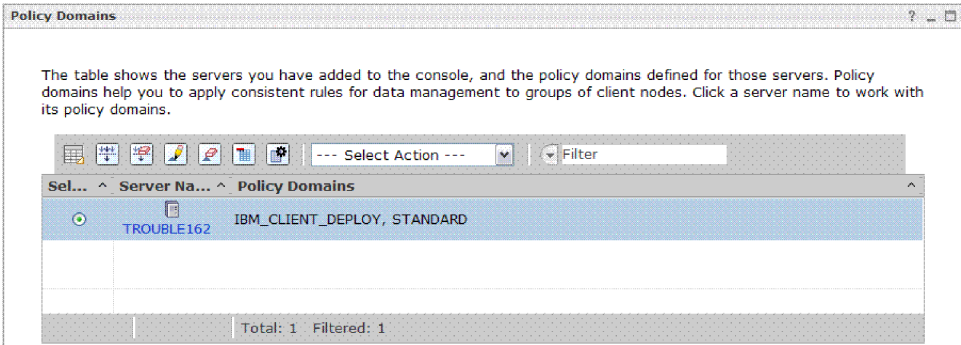 Policy Domains
?
The table shows the servers you have added to the console, and the policy domains defined for those servers. Policy
domains help you to apply consistent rules for data management to groups of client nodes. Click a server name to work with
its policy domains.
--- Select Action --- Filter
Sel... ^ Server Na... ^ Policy Domains ^
TROUBLE162 IBM_CLIENT_DEPLOY, STANDARD
Total: 1 Filtered: 1